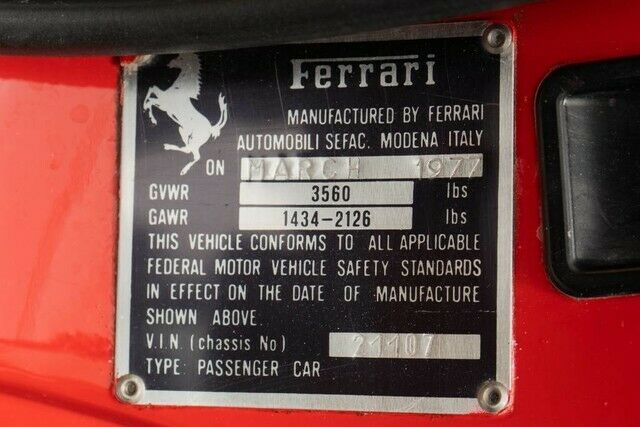 Ferrari
MANUFACTURED BY FERRARI
AUTOMOBILI SEFAC. MODENA ITALY
ON MARCH 1977
GVWR 3560 lbs
GAWR 1434-2126 lbs
THIS VEHICLE CONFORMS TO ALL APPLICABLE
FEDERAL MOTOR VEHICLE SAFETY STANDARDS
IN EFFECT ON THE DATE OF MANUFACTURE
SHOWN ABOVE.
V.I.N. (chassis No) 21107
TYPE: PASSENGER CAR